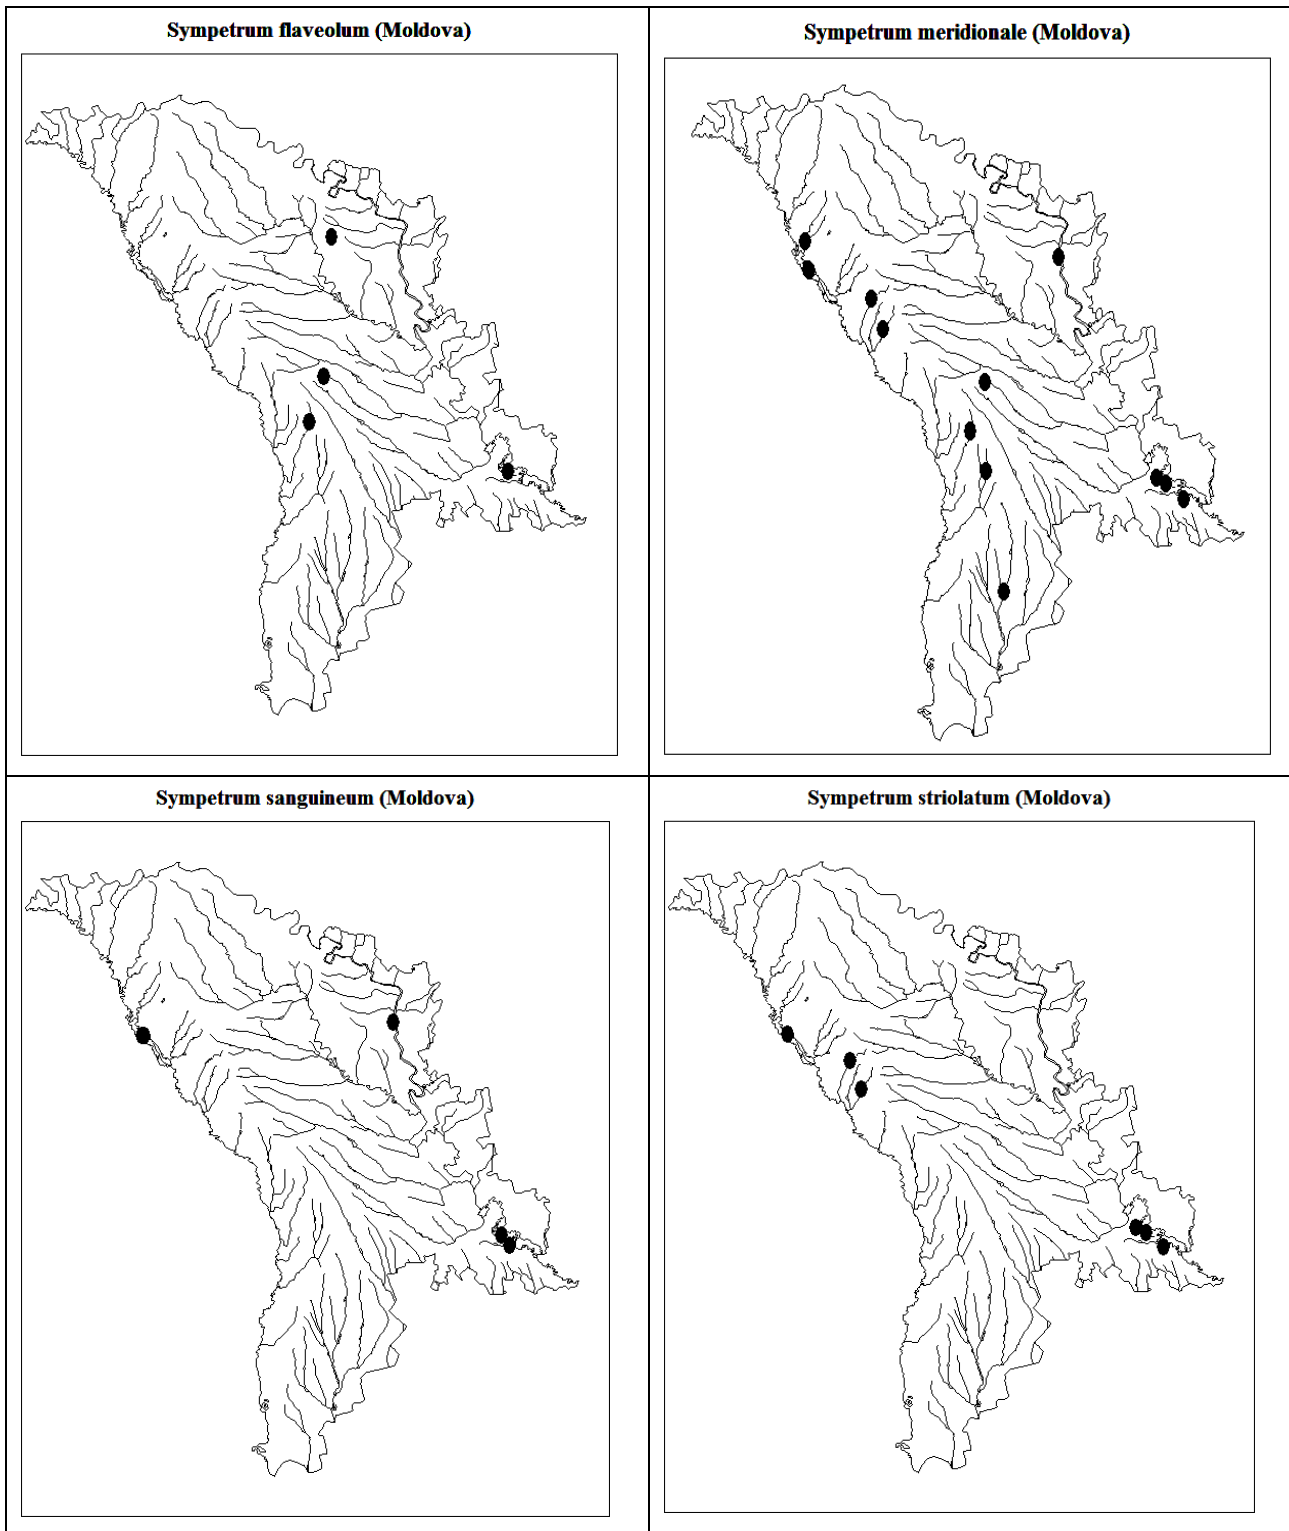 Sympetrum flaveolum (Moldova)
Sympetrum meridionale (Moldova)
Sympetrum sanguineum (Moldova)
Sympetrum striolatum (Moldova)